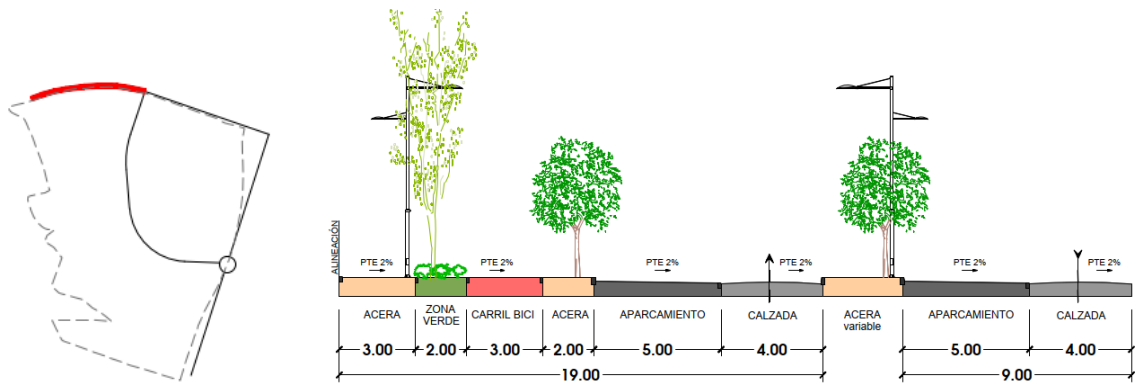 ALINEACIÓN
PTE 2%
PTE 2%
PTE 2%
PTE 2%
PTE 2%
PTE 2%
ACERA
ZONA
VERDE
CARRIL BICI
ACERA
APARCAMIENTO
CALZADA
ACERA
variable
APARCAMIENTO
CALZADA
3.00
2.00
3.00
2.00
5.00
4.00
5.00
4.00
19.00
9.00